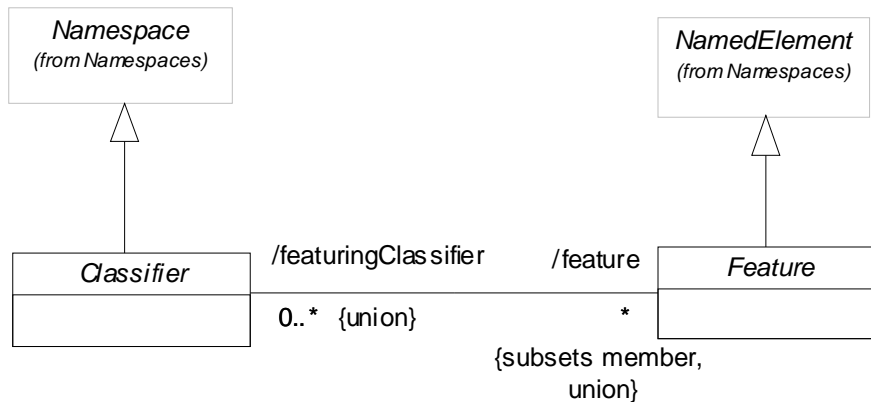 Namespace
(from Namespaces)
NamedElement
(from Namespaces)
/featuringClassifier
/feature
Classifier
Feature
0..*
{union}
*
{subsets member,
union}